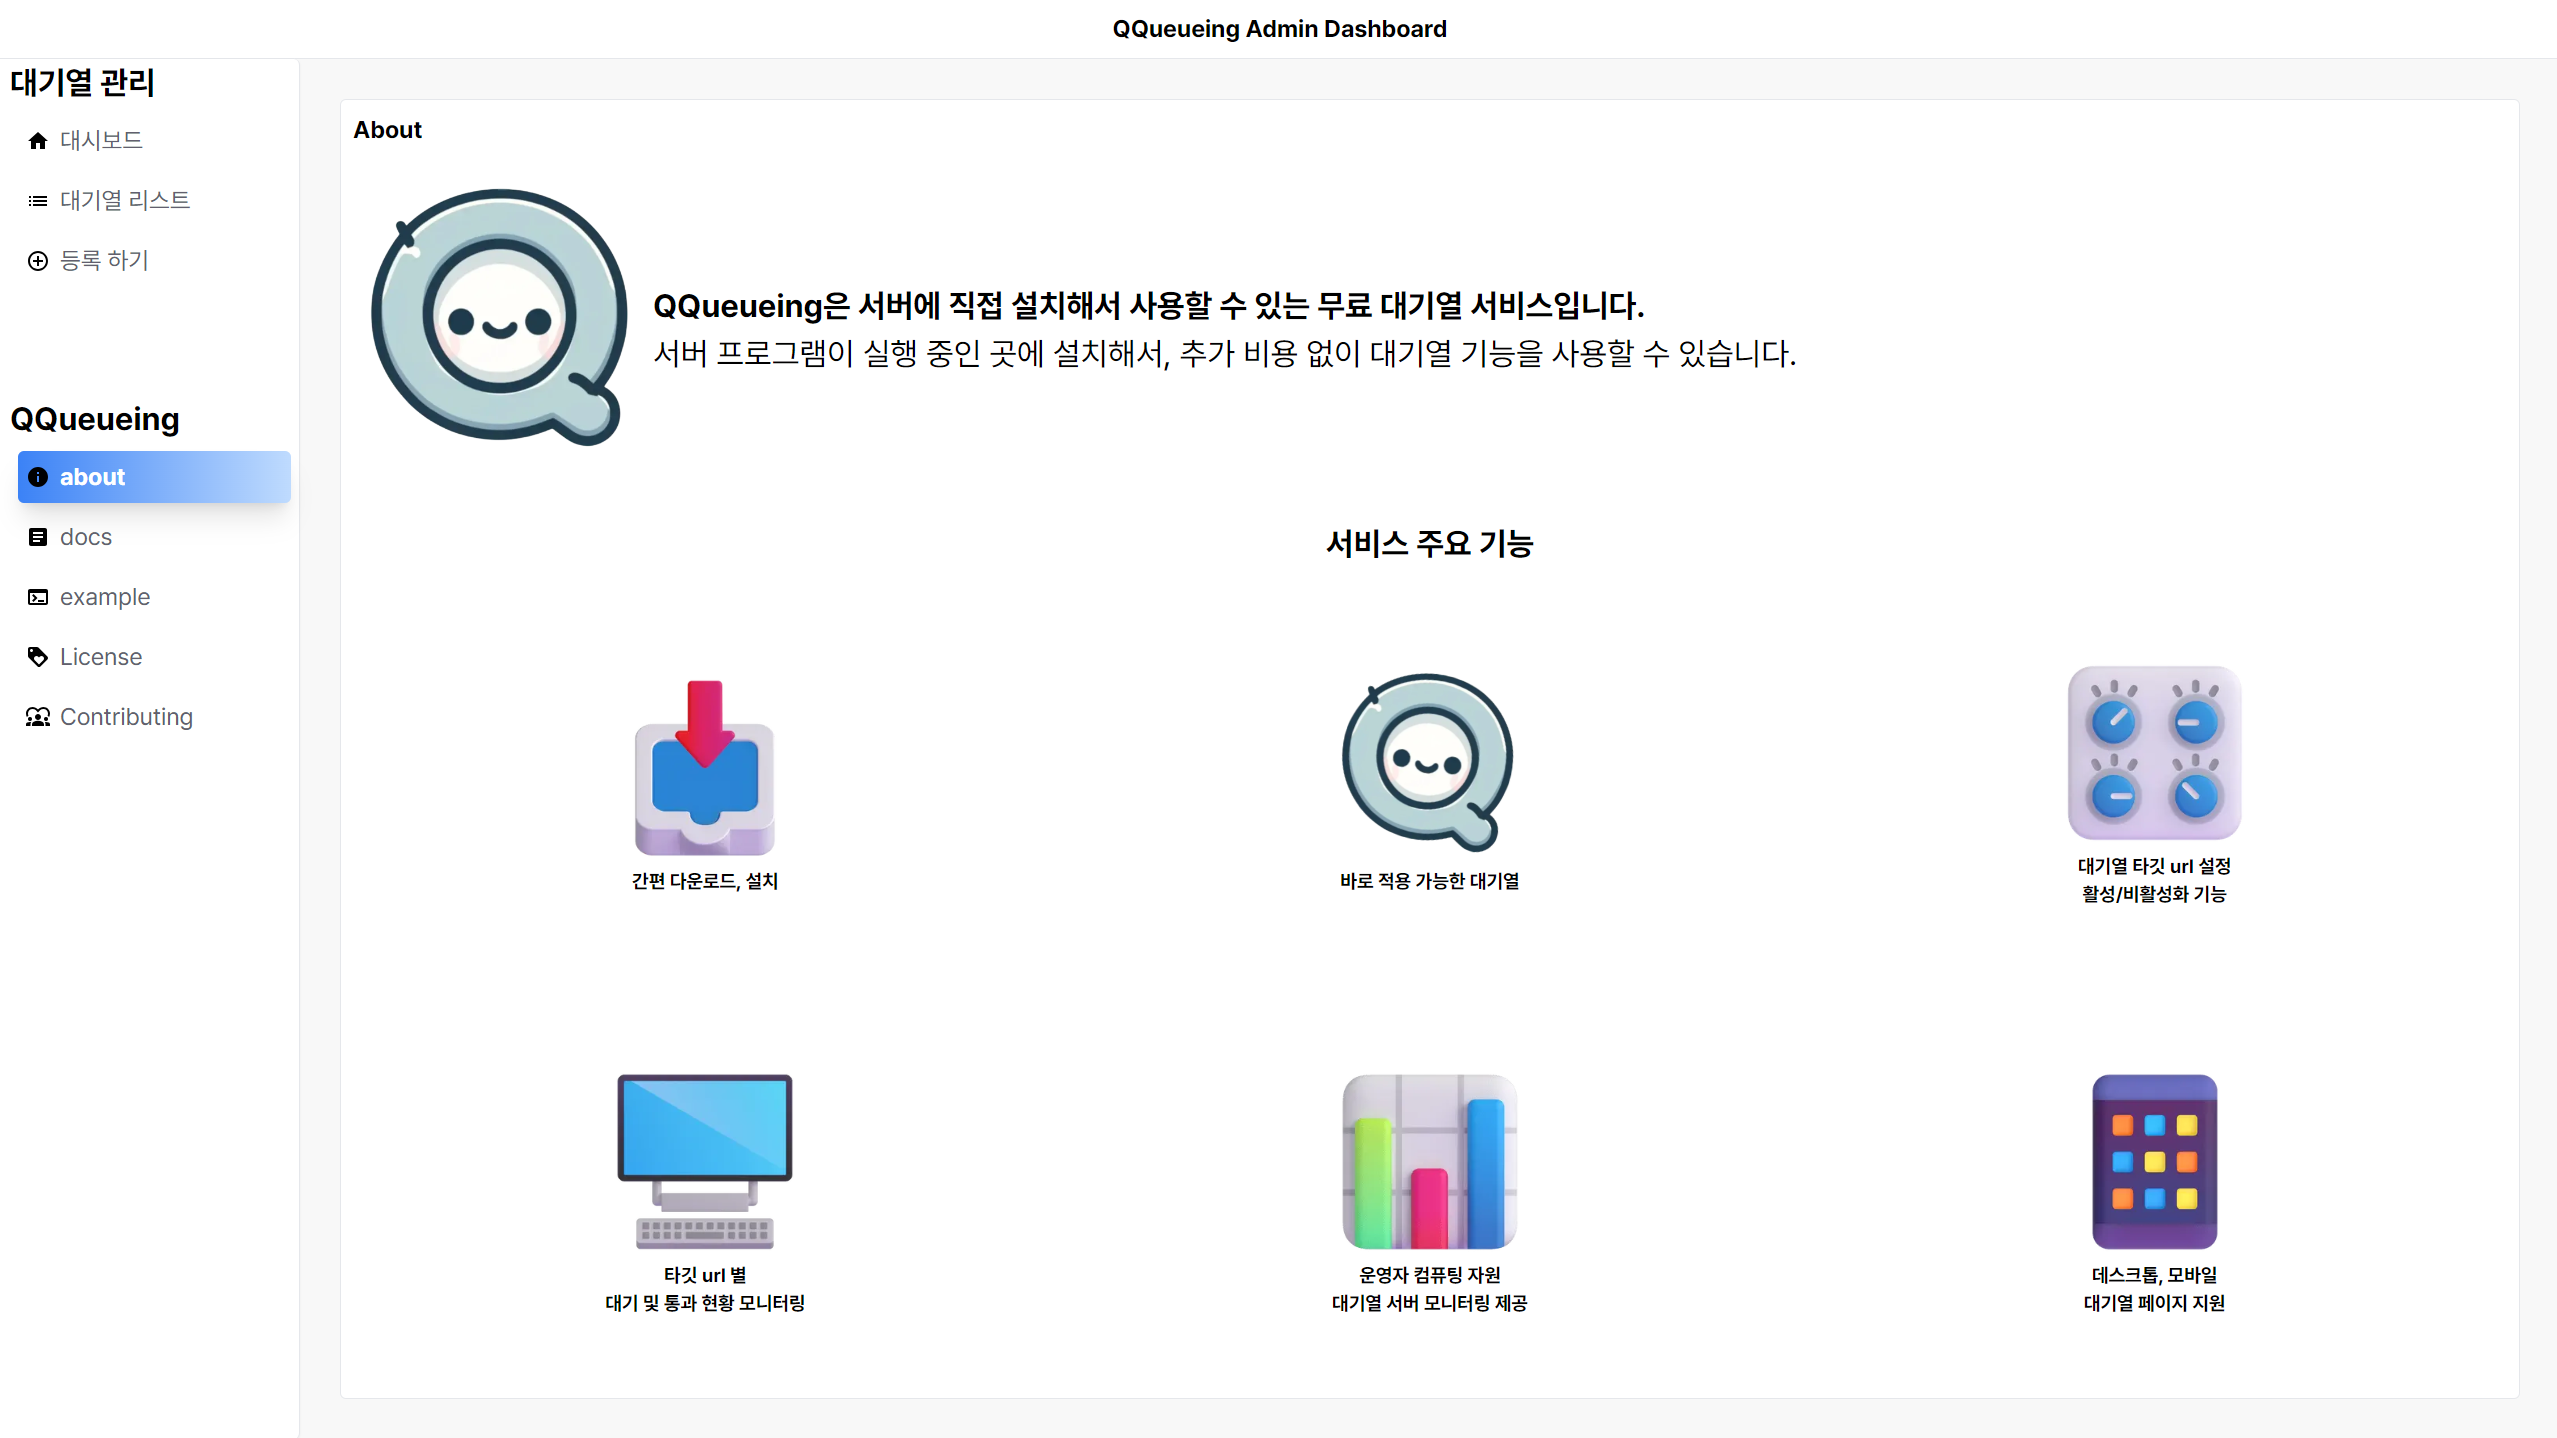 QQueueing Admin Dashboard
대기열 관리
대시보드
대기열 리스트
등록 하기
QQueueing
about
docs
example
License
Contributing
About
QQueueing은 서버에 직접 설치해서 사용할 수 있는 무료 대기열 서비스입니다.
서버 프로그램이 실행 중인 곳에 설치해서, 추가 비용 없이 대기열 기능을 사용할 수 있습니다.
서비스 주요 기능
간편 다운로드, 설치
바로 적용 가능한 대기열
대기열 타깃 url 설정
활성/비활성화 기능
타깃 url 별
대기 및 통과 현황 모니터링
운영자 컴퓨팅 자원
대기열 서버 모니터링 제공
데스크톱, 모바일
대기열 페이지 지원